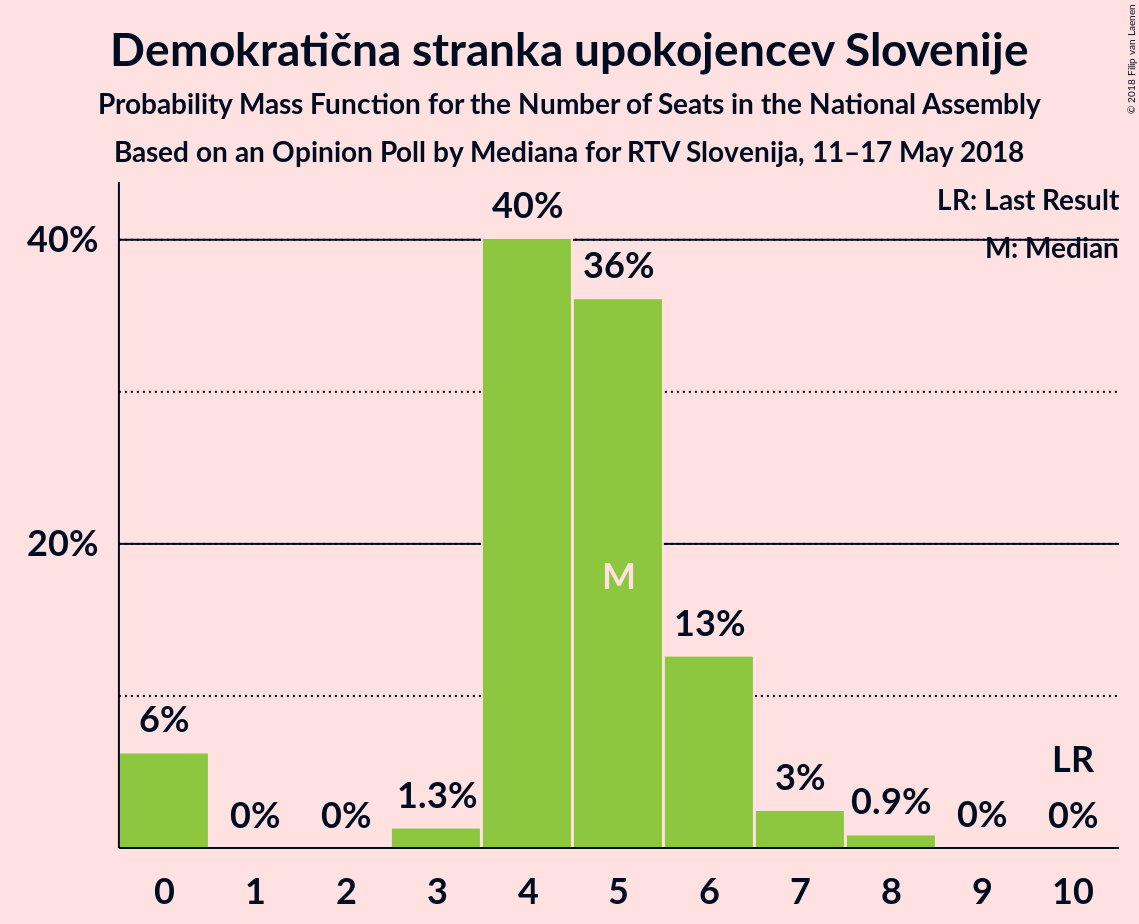 Demokratična stranka upokojencev Slovenije
Probability Mass Function for the Number of Seats in the National Assembly
Based on an Opinion Poll by Mediana for RTV Slovenija, 11–17 May 2018
© 2018 Filip van Laenen
LR: Last Result
M: Median
40%
20%
6%
0%
0%
1.3%
40%
36%
M
13%
3%
0.9%
0%
LR
0%
0 1 2 3 4 5 6 7 8 9 10